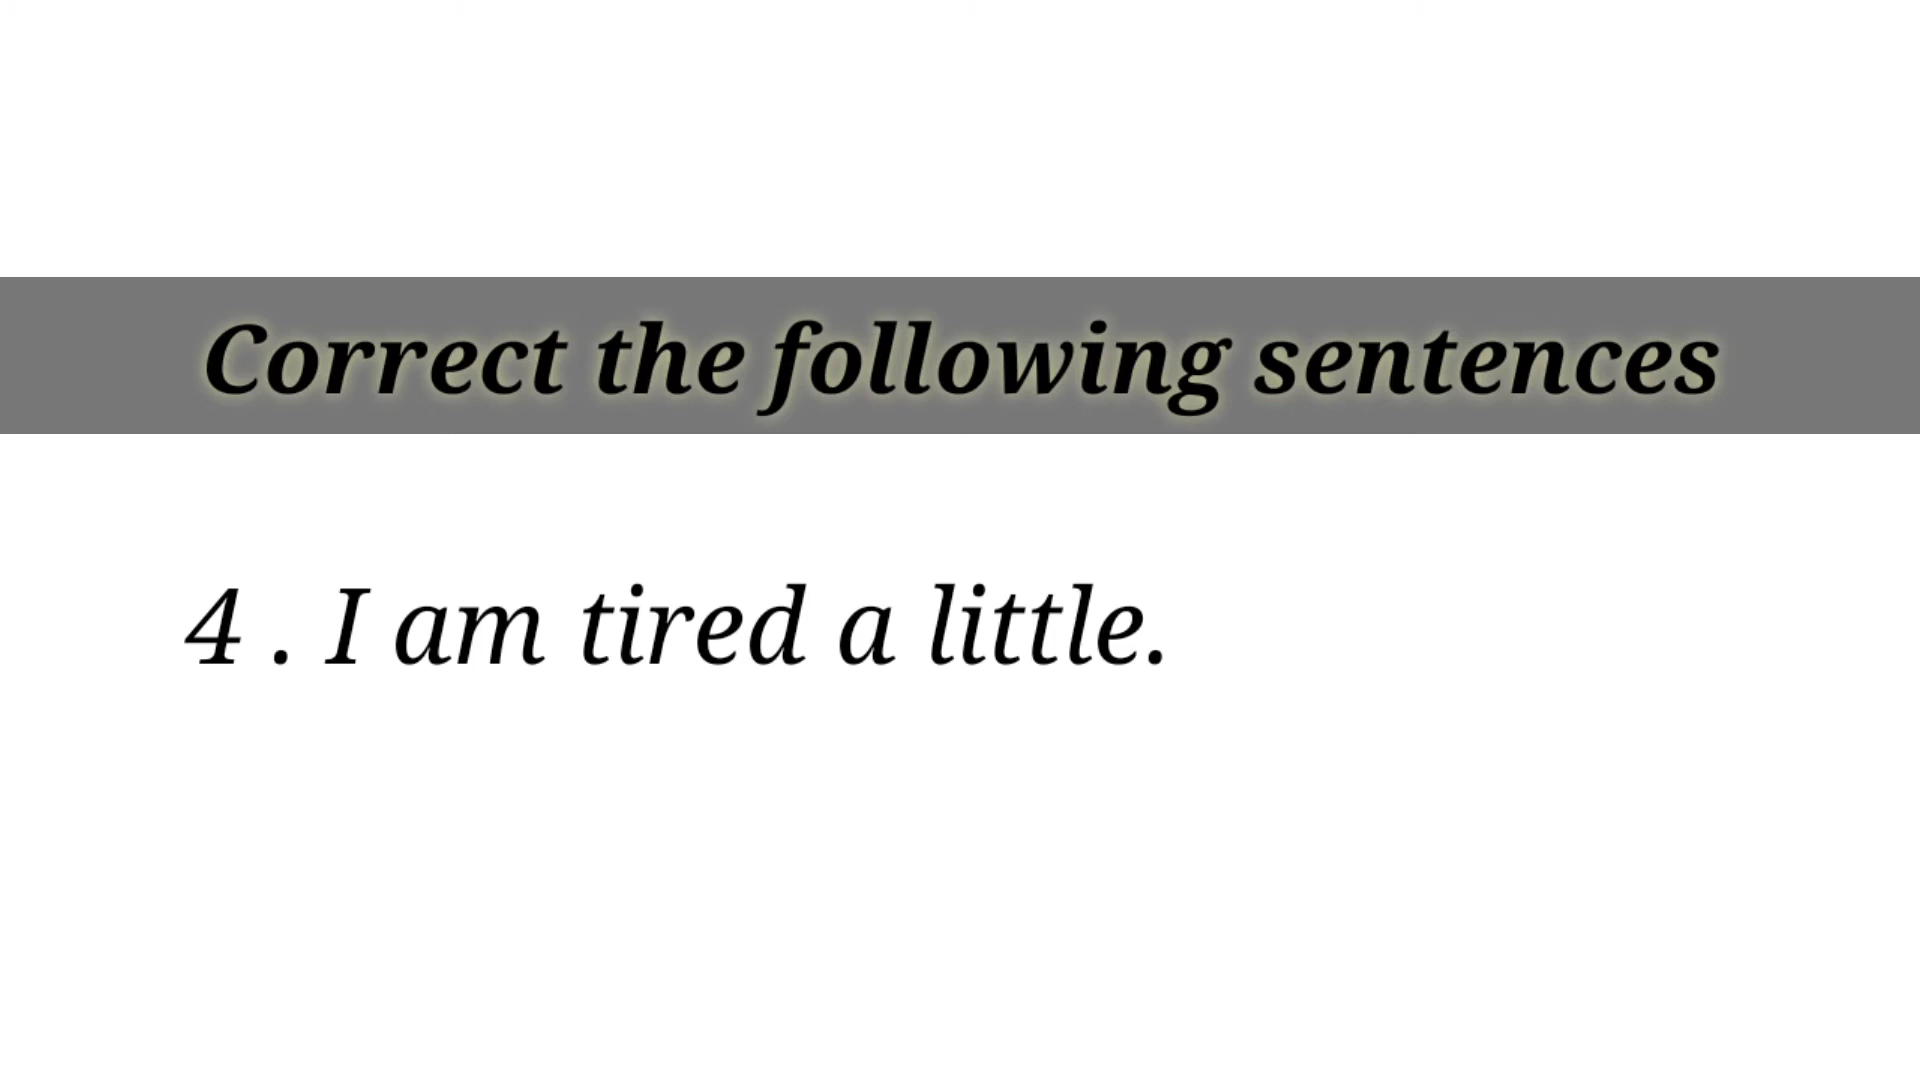 Correct the following sentences
4 . I am tired a little.